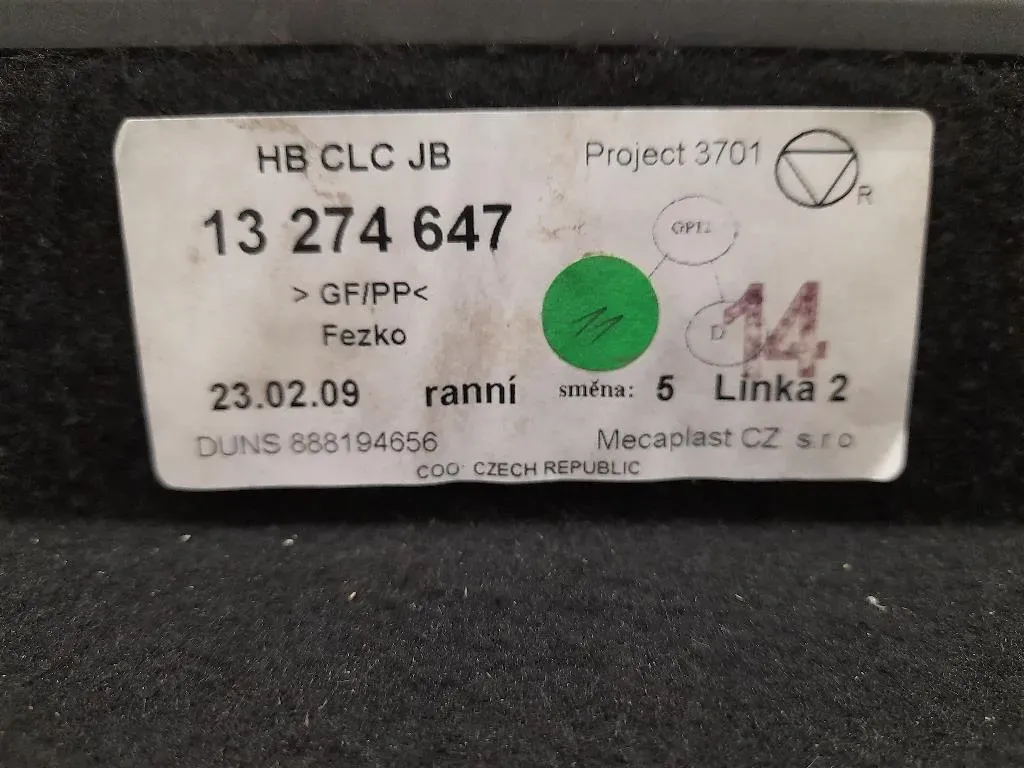 HB CLC JB
Project 3701
R
13 274 647
> GF/PP<
Fezko
11
D
14
23.02.09 ranní směna: 5 Linka 2
DUNS 888194656
Mecaplast CZ s.r.o
COO: CZECH REPUBLIC